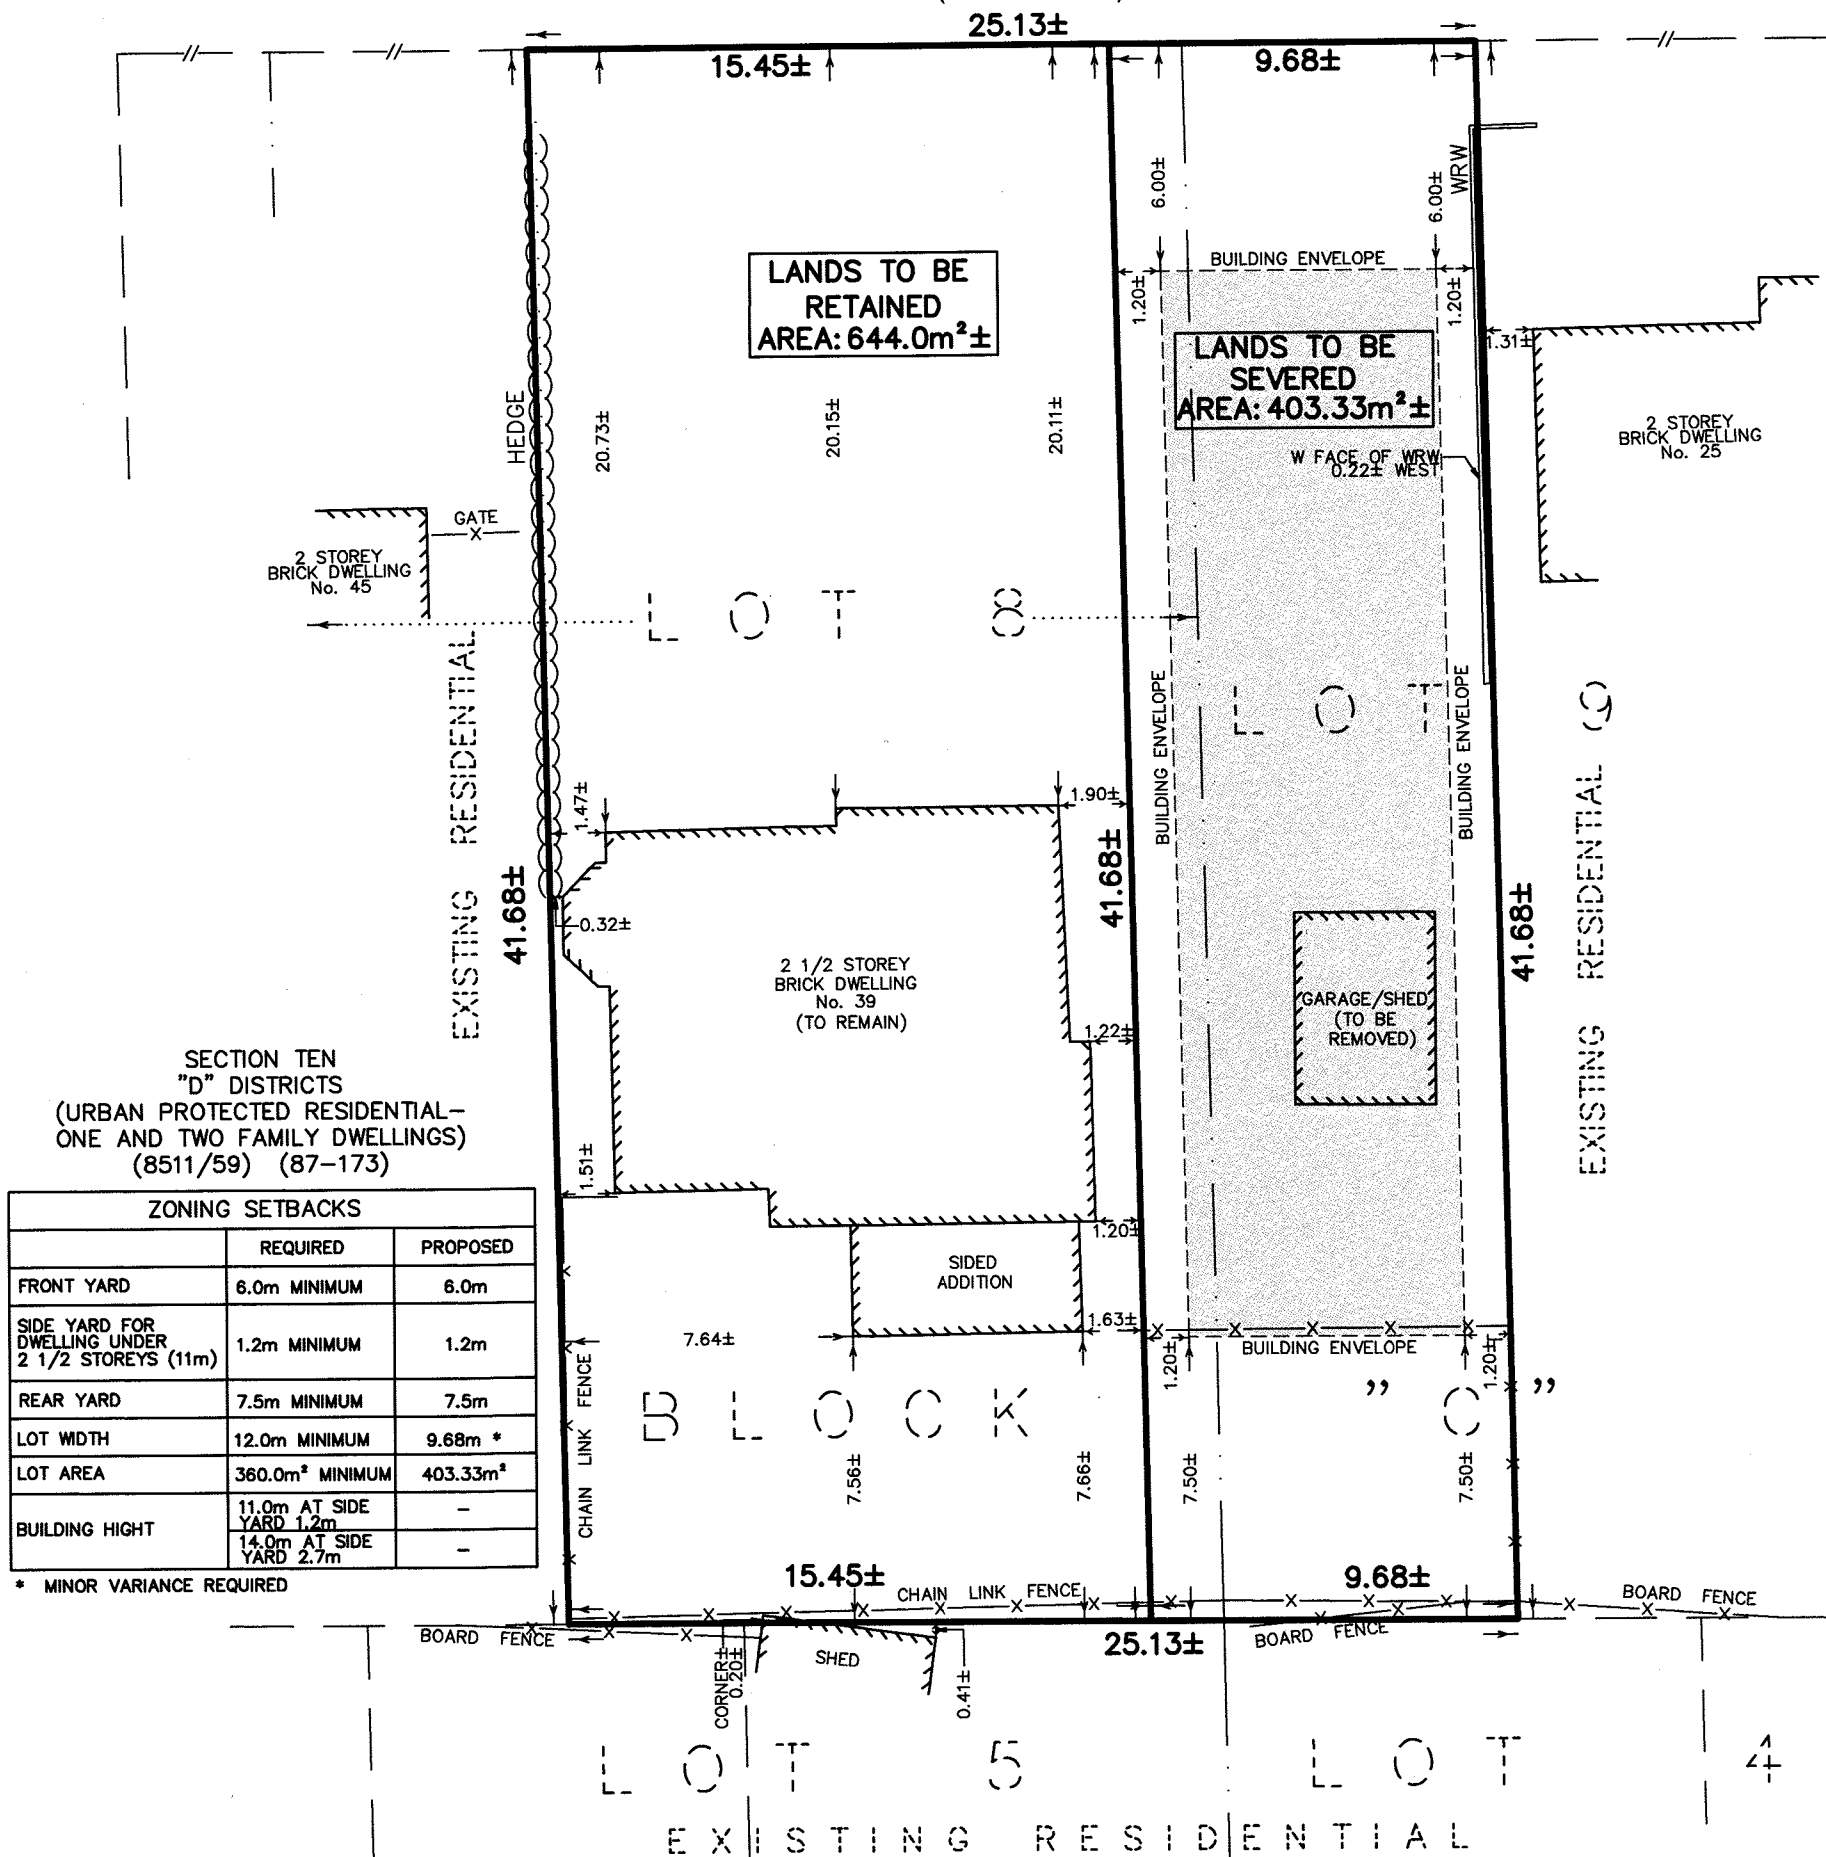 25.13±
15.45±
9.68±
6.00±
6.00±
WRW
BUILDING ENVELOPE
1.20±
1.20±
LANDS TO BE
RETAINED
AREA: 644.0m²±
LANDS TO BE
SEVERED
AREA: 403.33m²±
1.31±
2 STOREY
BRICK DWELLING
No. 25
HEDGE
20.73±
20.15±
20.11±
W FACE OF WRW
0.22± WEST
GATE
X
2 STOREY
BRICK DWELLING
No. 45
LOT 8
EXISTING RESIDENTIAL
BUILDING ENVELOPE
LOT 9
BUILDING ENVELOPE
EXISTING RESIDENTIAL
1.47±
1.90±
41.68±
41.68±
41.68±
0.32±
2 1/2 STOREY
BRICK DWELLING
No. 39
(TO REMAIN)
GARAGE/SHED
(TO BE
REMOVED)
1.22±
1.51±
1.20±
SIDED
ADDITION
1.63±
7.64±
BUILDING ENVELOPE
1.20±
1.20±
CHAIN LINK FENCE
BLOCK "C"
7.56±
7.66±
7.50±
7.50±
SECTION TEN
"D" DISTRICTS
(URBAN PROTECTED RESIDENTIAL-
ONE AND TWO FAMILY DWELLINGS)
(8511/59) (87-173)
ZONING SETBACKS
REQUIRED PROPOSED
FRONT YARD 6.0m MINIMUM 6.0m
SIDE YARD FOR
DWELLING UNDER
2 1/2 STOREYS (11m) 1.2m MINIMUM 1.2m
REAR YARD 7.5m MINIMUM 7.5m
LOT WIDTH 12.0m MINIMUM 9.68m *
LOT AREA 360.0m² MINIMUM 403.33m²
BUILDING HIGHT
11.0m AT SIDE
YARD 1.2m -
14.0m AT SIDE
YARD 2.7m -
* MINOR VARIANCE REQUIRED
15.45±
CHAIN LINK FENCE
9.68±
BOARD FENCE
BOARD FENCE
SHED
25.13±
BOARD FENCE
CORNER±
0.20±
0.41±
LOT 5
LOT 4
EXISTING RESIDENTIAL